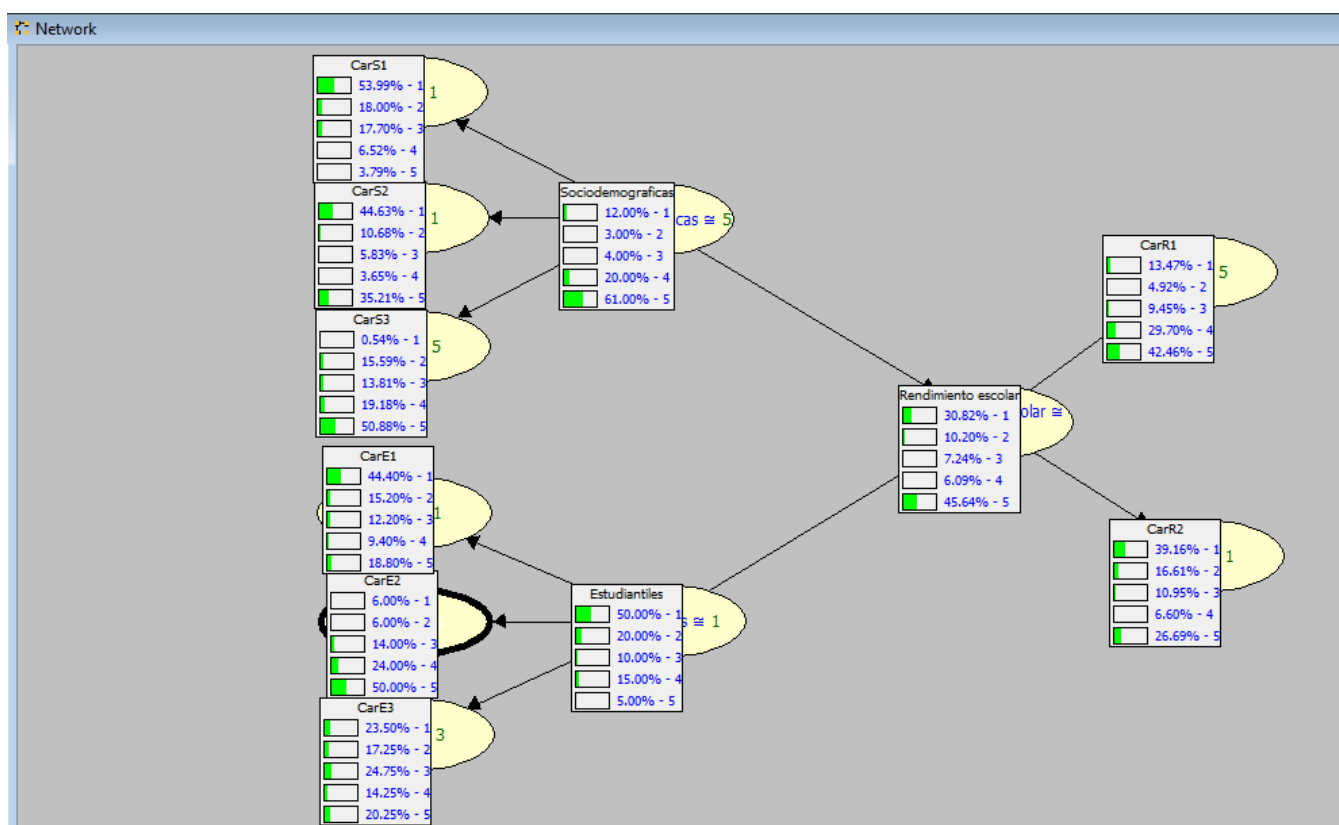 Network
CarS1
53.99% - 1
18.00% - 2
17.70% - 3
6.52% - 4
3.79% - 5
1
CarS2
44.63% - 1
10.68% - 2
5.83% - 3
3.65% - 4
35.21% - 5
1
CarS3
0.54% - 1
15.59% - 2
13.81% - 3
19.18% - 4
50.88% - 5
5
Sociodemograficas
12.00% - 1
3.00% - 2
4.00% - 3
20.00% - 4
61.00% - 5
cas ≅ 5
CarR1
13.47% - 1
4.92% - 2
9.45% - 3
29.70% - 4
42.46% - 5
5
Rendimiento escolar
30.82% - 1
10.20% - 2
7.24% - 3
6.09% - 4
45.64% - 5
olar ≅
CarE1
44.40% - 1
15.20% - 2
12.20% - 3
9.40% - 4
18.80% - 5
1
CarE2
6.00% - 1
6.00% - 2
14.00% - 3
24.00% - 4
50.00% - 5
CarE3
23.50% - 1
17.25% - 2
24.75% - 3
14.25% - 4
20.25% - 5
3
Estudiantiles
50.00% - 1
20.00% - 2
10.00% - 3
15.00% - 4
5.00% - 5
s ≅ 1
CarR2
39.16% - 1
16.61% - 2
10.95% - 3
6.60% - 4
26.69% - 5
1